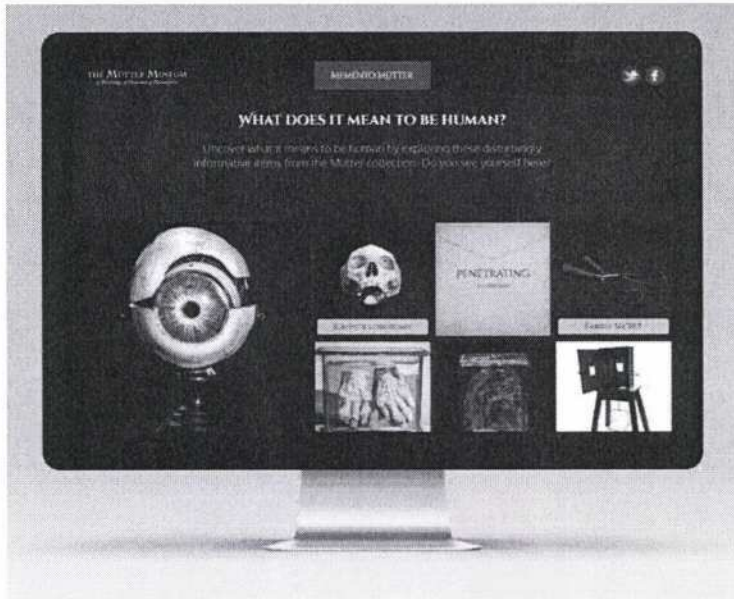 THE MÜTTER MUSEUM
MEMENTO MÜTTER
WHAT DOES IT MEAN TO BE HUMAN?
Uncover what it means to be human by exploring these disturbingly
informative items from the Mütter collection. Do you see yourself here?
PENETRATING
FAMILY SECRET